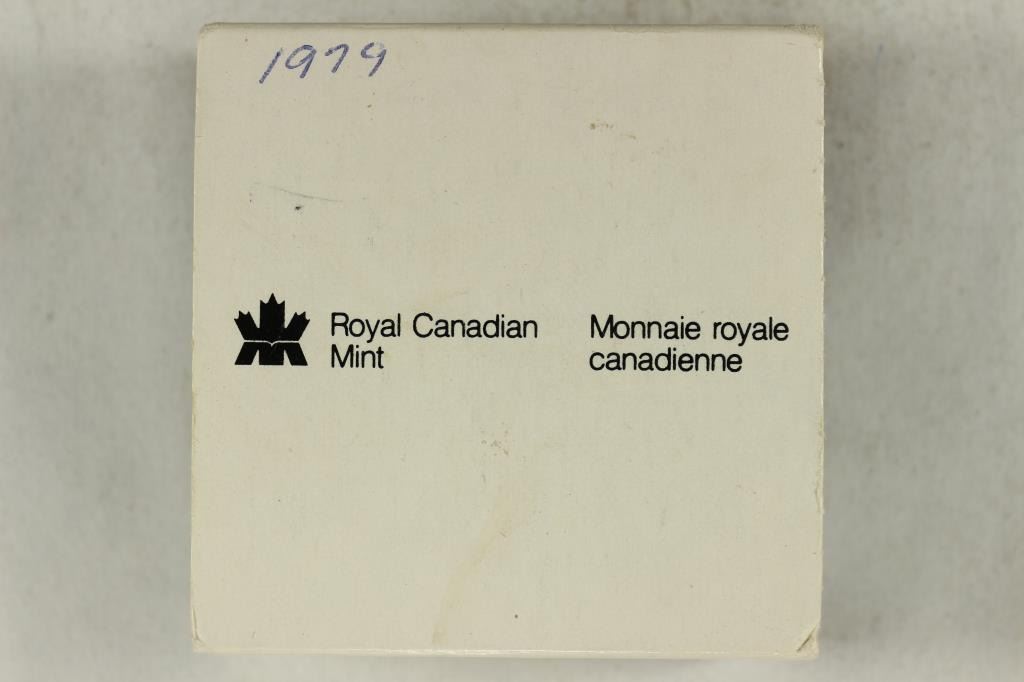 1979
Royal Canadian
Mint
Monnaie royale
canadienne